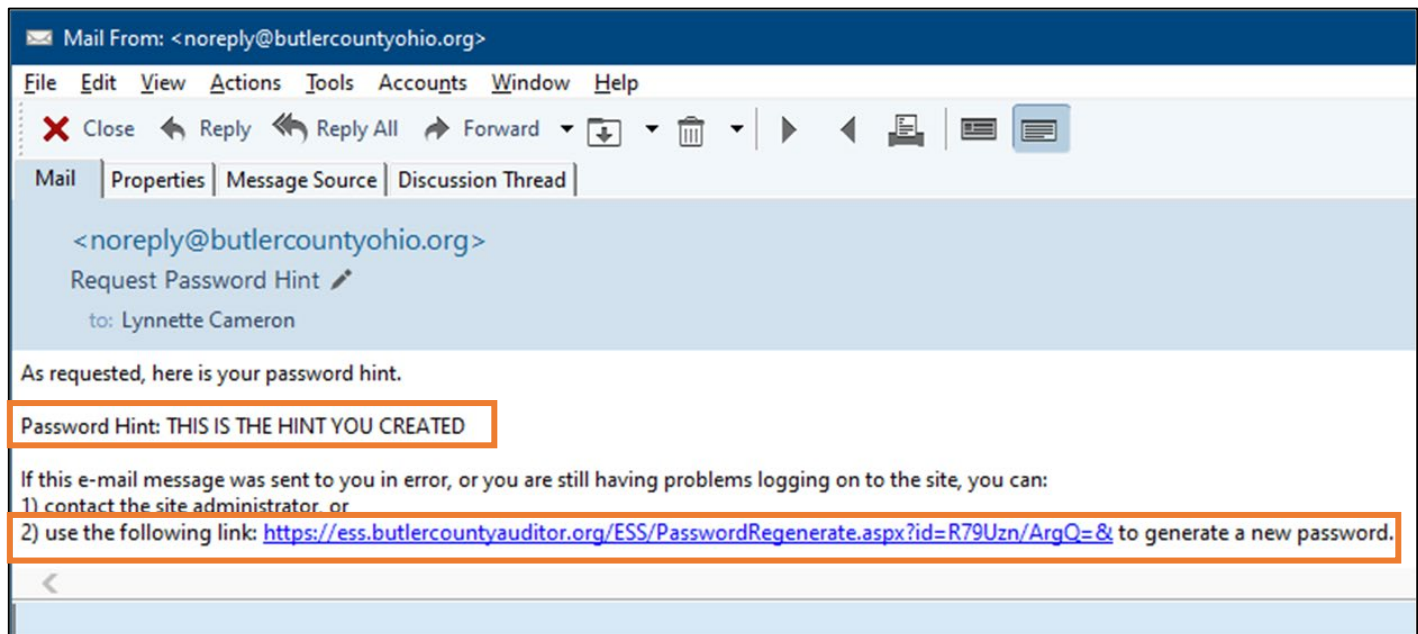 Mail From: <noreply@butlercountyohio.org>
File Edit View Actions Tools Accounts Window Help
Close Reply Reply All Forward
Mail Properties Message Source Discussion Thread
<noreply@butlercountyohio.org>
Request Password Hint
to: Lynnette Cameron
As requested, here is your password hint.
Password Hint: THIS IS THE HINT YOU CREATED
If this e-mail message was sent to you in error, or you are still having problems logging on to the site, you can:
1) contact the site administrator, or
2) use the following link: https://ess.butlercountyauditor.org/ESS/PasswordRegenerate.aspx?id=R79Uzn/ArgQ=& to generate a new password.